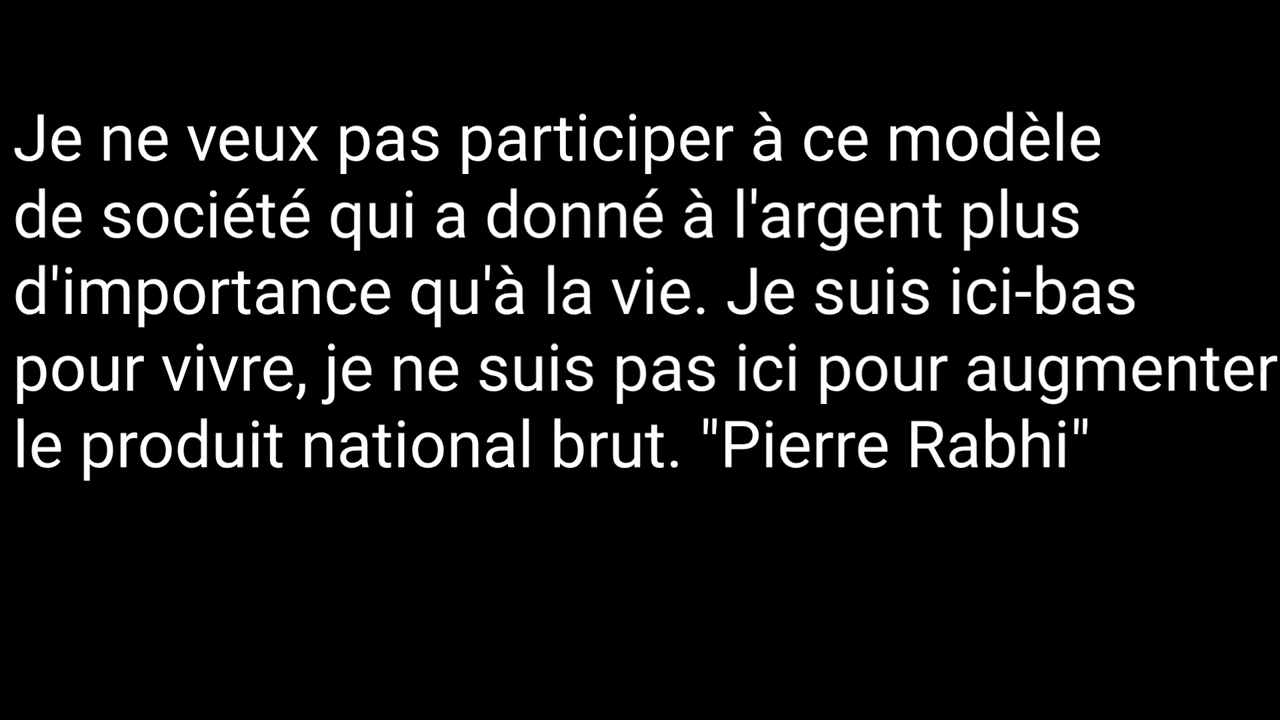 Je ne veux pas participer à ce modèle
de société qui a donné à l'argent plus
d'importance qu'à la vie. Je suis ici-bas
pour vivre, je ne suis pas ici pour augmenter
le produit national brut. "Pierre Rabhi"